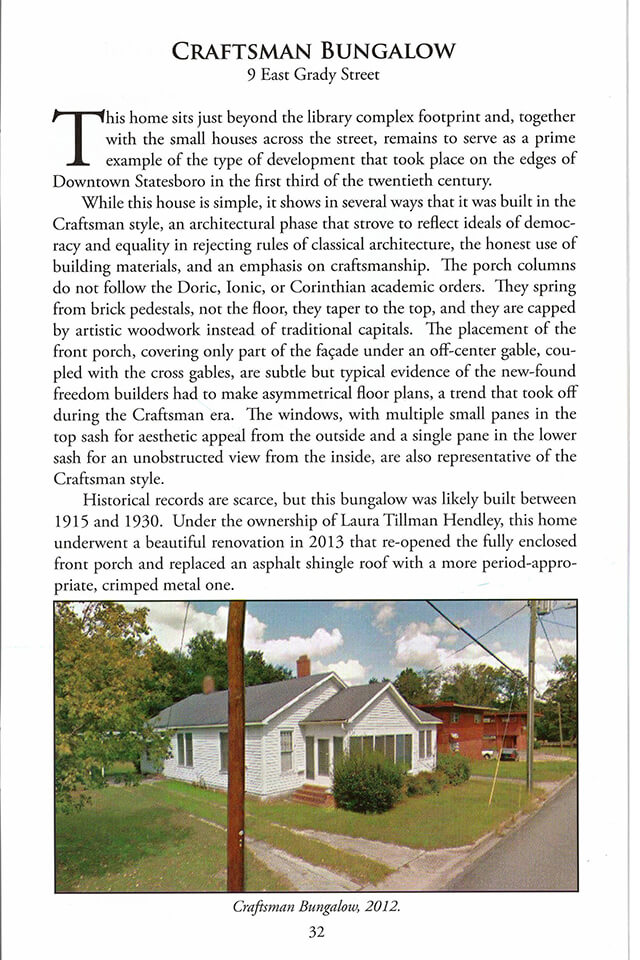 CRAFTSMAN BUNGALOW
9 East Grady Street
This home sits just beyond the library complex footprint and, together
with the small houses across the street, remains to serve as a prime
example of the type of development that took place on the edges of
Downtown Statesboro in the first third of the twentieth century.
While this house is simple, it shows in several ways that it was built in the
Craftsman style, an architectural phase that strove to reflect ideals of democ-
racy and equality in rejecting rules of classical architecture, the honest use of
building materials, and an emphasis on craftsmanship. The porch columns
do not follow the Doric, Ionic, or Corinthian academic orders. They spring
from brick pedestals, not the floor, they taper to the top, and they are capped
by artistic woodwork instead of traditional capitals. The placement of the
front porch, covering only part of the façade under an off-center gable, cou-
pled with the cross gables, are subtle but typical evidence of the new-found
freedom builders had to make asymmetrical floor plans, a trend that took off
during the Craftsman era. The windows, with multiple small panes in the
top sash for aesthetic appeal from the outside and a single pane in the lower
sash for an unobstructed view from the inside, are also representative of the
Craftsman style.
Historical records are scarce, but this bungalow was likely built between
1915 and 1930. Under the ownership of Laura Tillman Hendley, this home
underwent a beautiful renovation in 2013 that re-opened the fully enclosed
front porch and replaced an asphalt shingle roof with a more period-appro-
priate, crimped metal one.
Craftsman Bungalow, 2012.
32